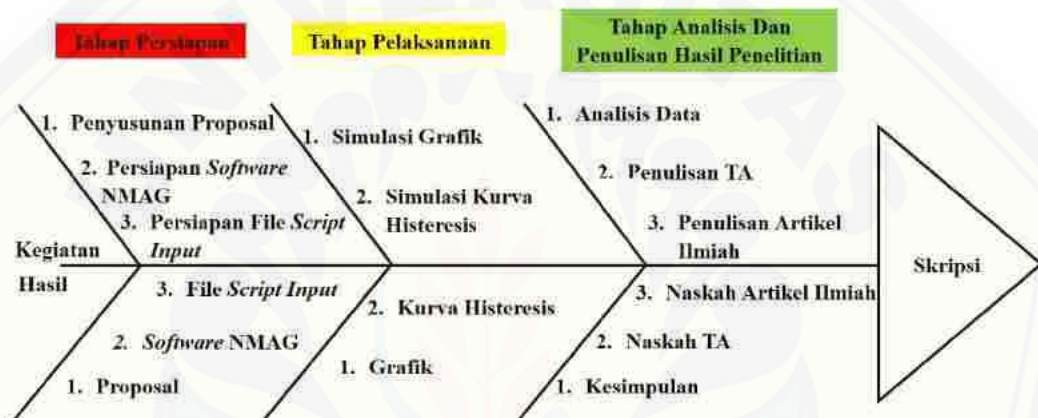 Tahap Persiapan
Tahap Pelaksanaan
Tahap Analisis Dan
Penulisan Hasil Penelitian
1. Penyusunan Proposal
2. Persiapan Software
NMAG
3. Persiapan File Script
Input
1. Simulasi Grafik
2. Simulasi Kurva
Histeresis
1. Analisis Data
2. Penulisan TA
3. Penulisan Artikel
Ilmiah
Kegiatan
Hasil
3. File Script Input
2. Software NMAG
1. Proposal
2. Kurva Histeresis
1. Grafik
3. Naskah Artikel Ilmiah
2. Naskah TA
1. Kesimpulan
Skripsi